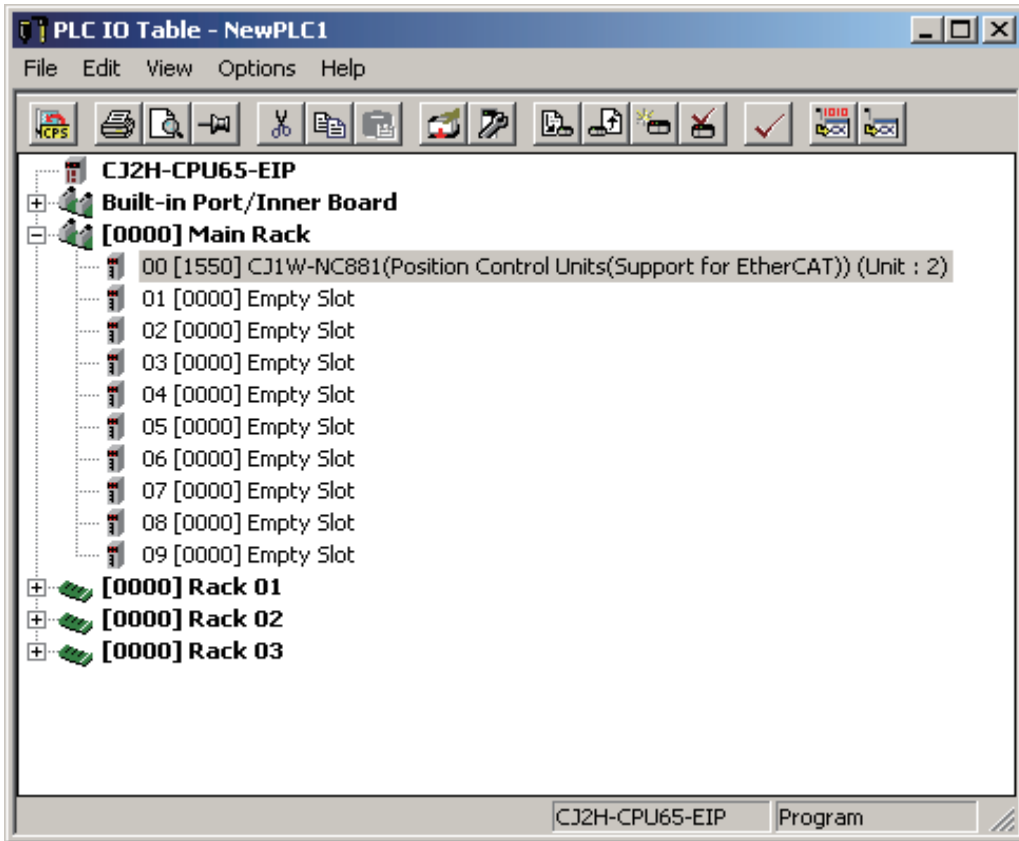 PLC IO Table - NewPLC1
File Edit View Options Help
CPS
1010
CJ2H-CPU65-EIP
Built-in Port/Inner Board
[0000] Main Rack
00 [1550] CJ1W-NC881(Position Control Units(Support for EtherCAT)) (Unit : 2)
01 [0000] Empty Slot
02 [0000] Empty Slot
03 [0000] Empty Slot
04 [0000] Empty Slot
05 [0000] Empty Slot
06 [0000] Empty Slot
07 [0000] Empty Slot
08 [0000] Empty Slot
09 [0000] Empty Slot
[0000] Rack 01
[0000] Rack 02
[0000] Rack 03
CJ2H-CPU65-EIP Program